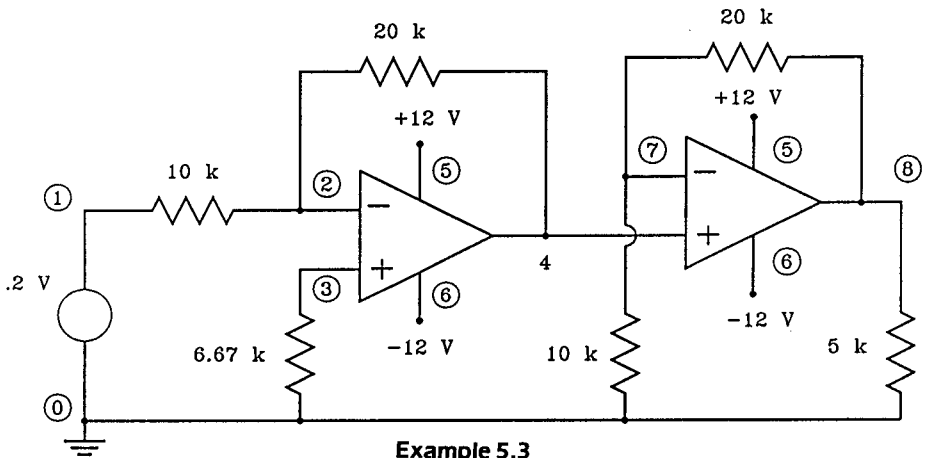 20 k
20 k
+12 V
+12 V
10 k
①
②
⑤
⑦
⑤
⑧
−
−
.2 V
+
+
③
⑥
4
⑥
−12 V
−12 V
6.67 k
10 k
5 k
⓪
Example 5.3